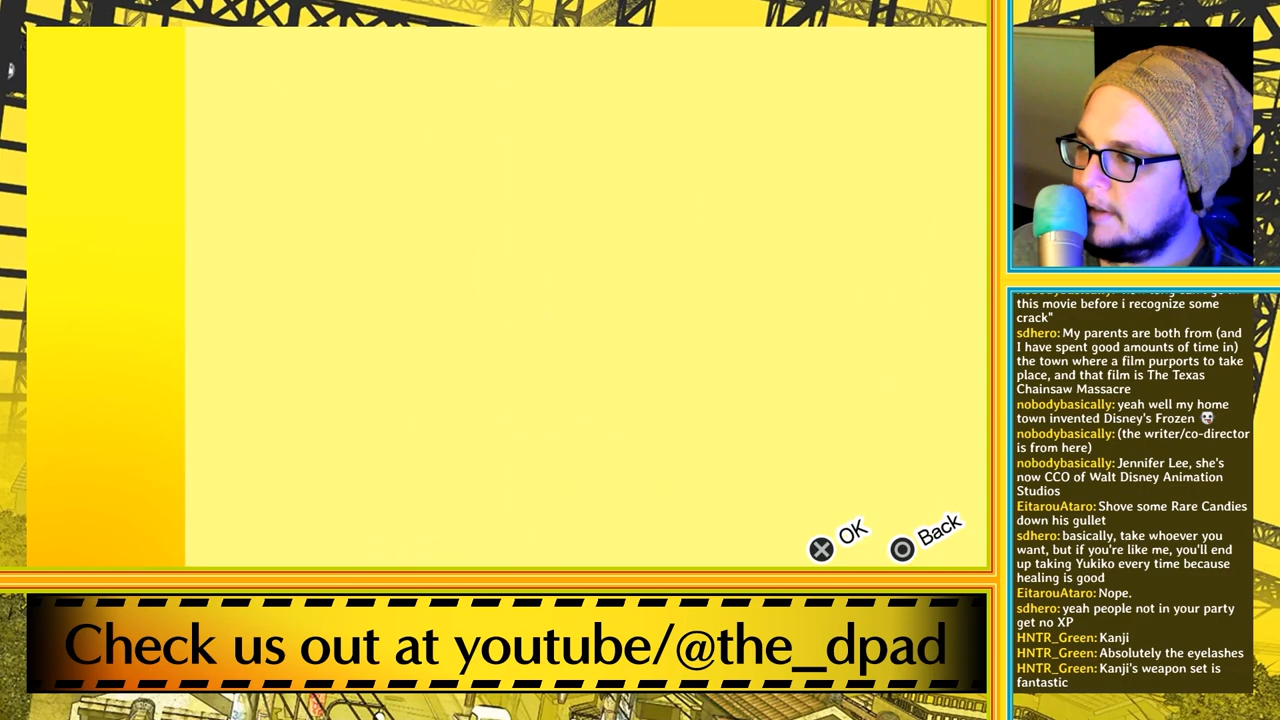 OK
Back
Check us out at youtube/@the_dpad
this movie before i recognize some
crack"
sdhero: My parents are both from (and
I have spent good amounts of time in)
the town where a film purports to take
place, and that film is The Texas
Chainsaw Massacre
nobodybasically: yeah well my home
town invented Disney's Frozen
nobodybasically: (the writer/co-director
is from here)
nobodybasically: Jennifer Lee, she's
now CCO of Walt Disney Animation
Studios
EitarouAtaro: Shove some Rare Candies
down his gullet
sdhero: basically, take whoever you
want, but if you're like me, you'll end
up taking Yukiko every time because
healing is good
EitarouAtaro: Nope.
sdhero: yeah people not in your party
get no XP
HNTR_Green: Kanji
HNTR_Green: Absolutely the eyelashes
HNTR_Green: Kanji's weapon set is
fantastic